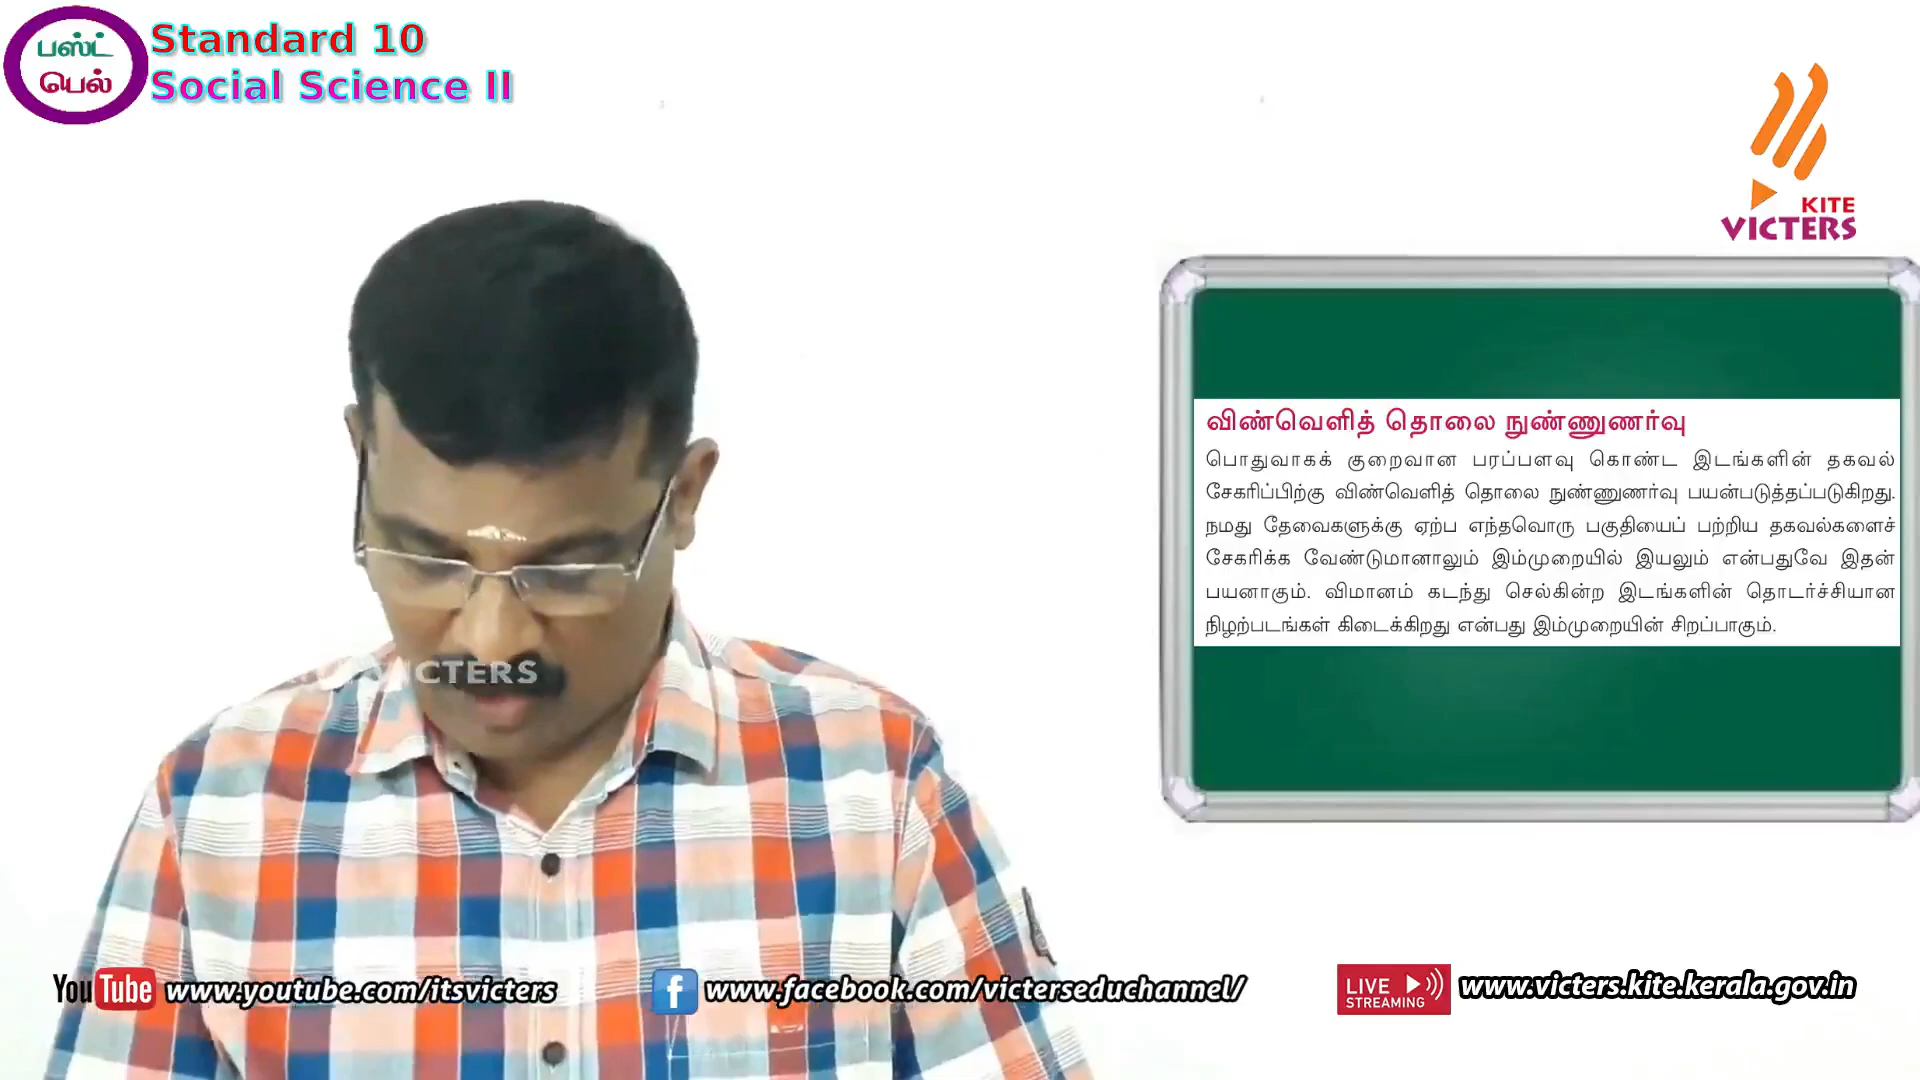 பஸ்ட்
பெல்
Standard 10
Social Science II
KITE
VICTERS
விண்வெளித் தொலை நுண்ணுணர்வு
பொதுவாகக் குறைவான பரப்பளவு கொண்ட இடங்களின் தகவல்
சேகரிப்பிற்கு விண்வெளித் தொலை நுண்ணுணர்வு பயன்படுத்தப்படுகிறது.
நமது தேவைகளுக்கு ஏற்ப எந்தவொரு பகுதியைப் பற்றிய தகவல்களைச்
சேகரிக்க வேண்டுமானாலும் இம்முறையில் இயலும் என்பதுவே இதன்
பயனாகும். விமானம் கடந்து செல்கின்ற இடங்களின் தொடர்ச்சியான
நிழற்படங்கள் கிடைக்கிறது என்பது இம்முறையின் சிறப்பாகும்.
VICTERS
YouTube www.youtube.com/itsvicters
f www.facebook.com/victerseduchannel/
LIVE
STREAMING
www.victers.kite.kerala.gov.in